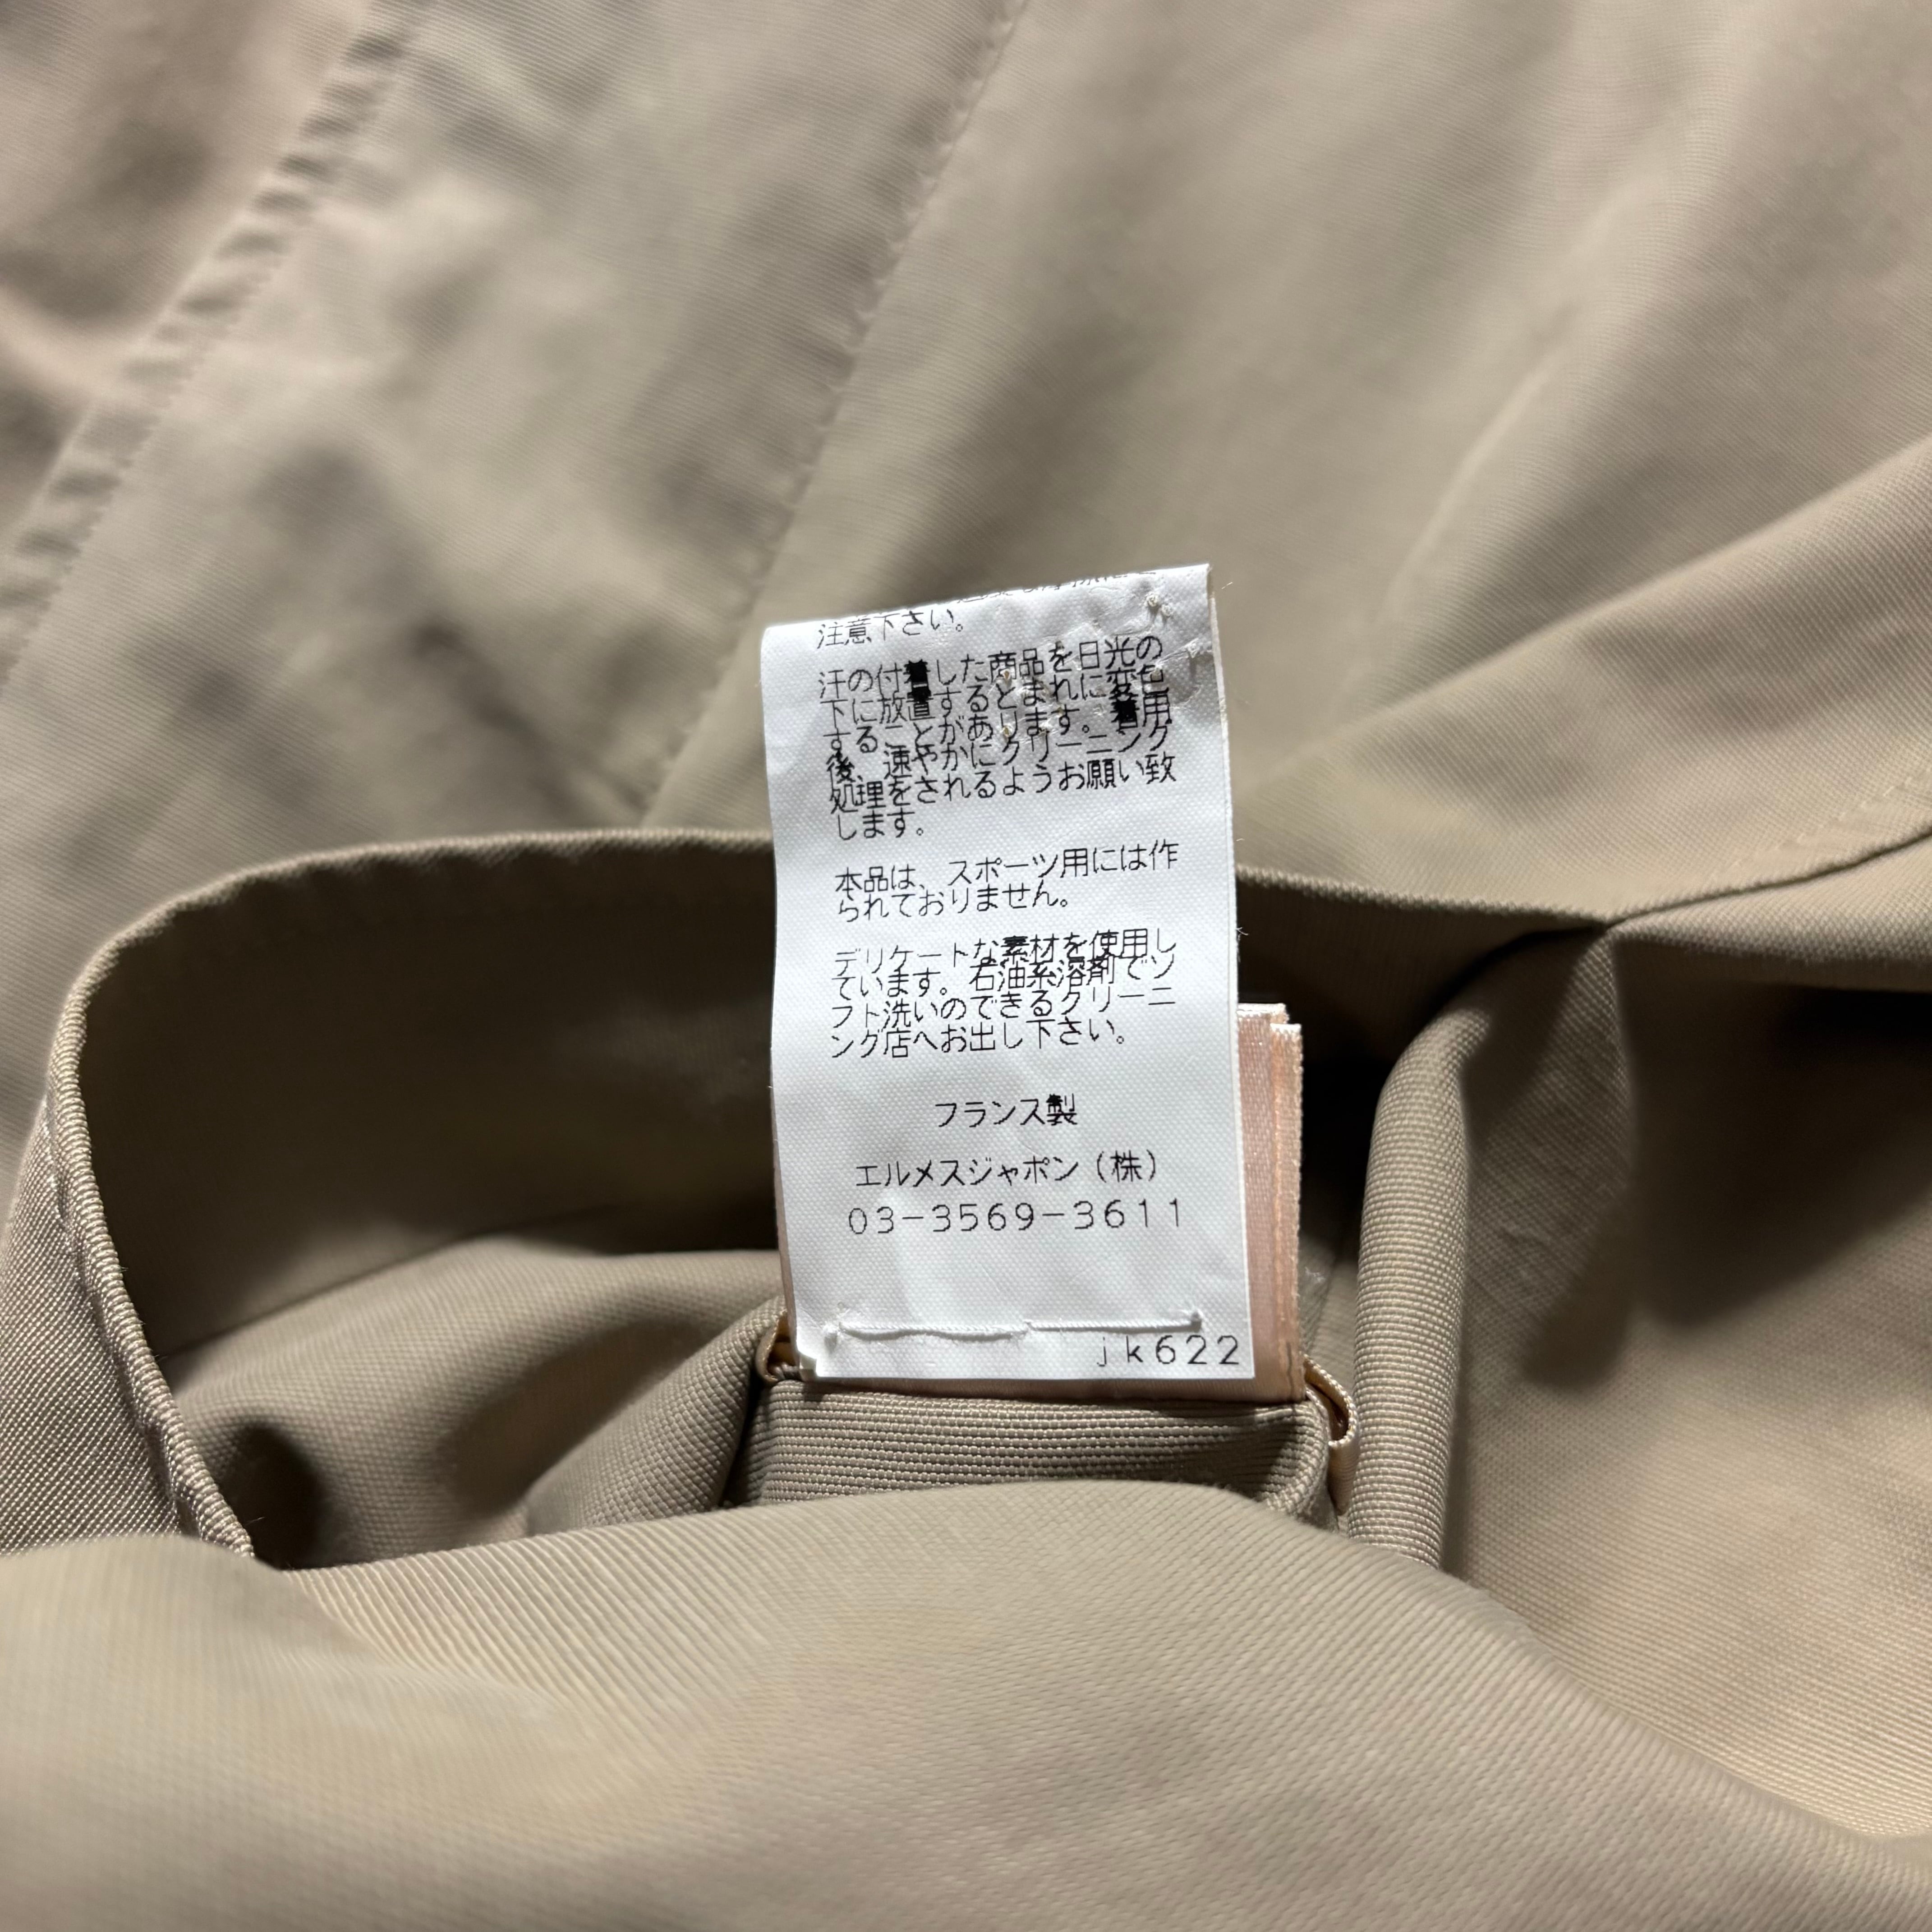 注意下さい。
汗の付着した商品を日光の
下に放置するとまれに変色
することがあります。着用
後、速やかにクリーニング
処理をされるようお願い致
します。
本品は、スポーツ用には作
られておりません。
デリケートな素材を使用し
ています。石油系溶剤でソ
フト洗いのできるクリーニ
ング店へお出し下さい。
フランス製
エルメスジャポン(株)
03-3569-3611
jk622